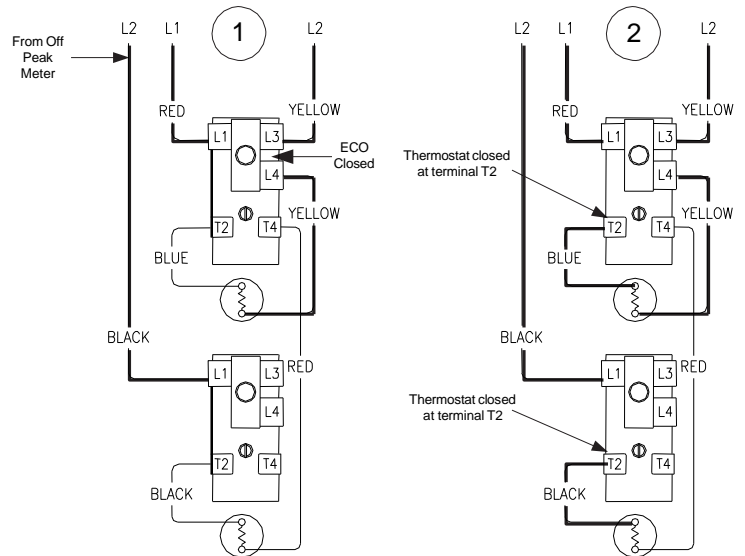 L2
L1
1
L2
From Off
Peak
Meter
RED
YELLOW
L1
L3
ECO
Closed
L4
T2
T4
YELLOW
BLUE
BLACK
RED
L1
L3
L4
T2
T4
BLACK
L2
L1
2
L2
RED
YELLOW
L1
L3
Thermostat closed
at terminal T2
L4
T2
T4
YELLOW
BLUE
BLACK
RED
L1
L3
Thermostat closed
at terminal T2
L4
T2
T4
BLACK